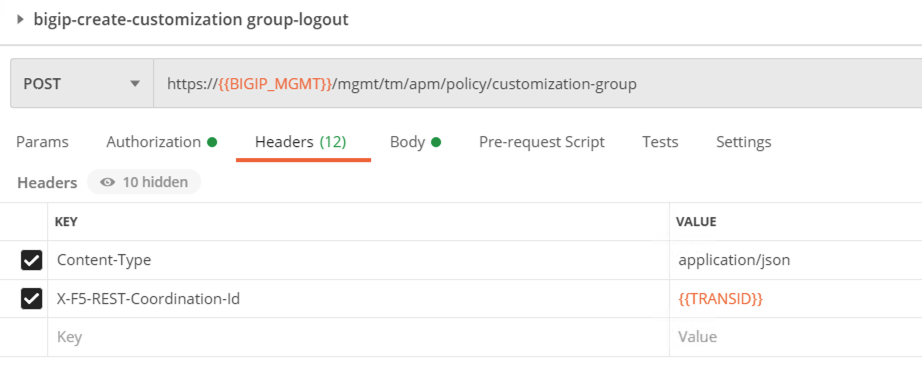 bigip-create-customization group-logout
POST https://{{BIGIP_MGMT}}/mgmt/tm/apm/policy/customization-group
Params Authorization Headers (12) Body Pre-request Script Tests Settings
Headers 10 hidden
KEY VALUE
Content-Type application/json
X-F5-REST-Coordination-Id {{TRANSID}}
Key Value